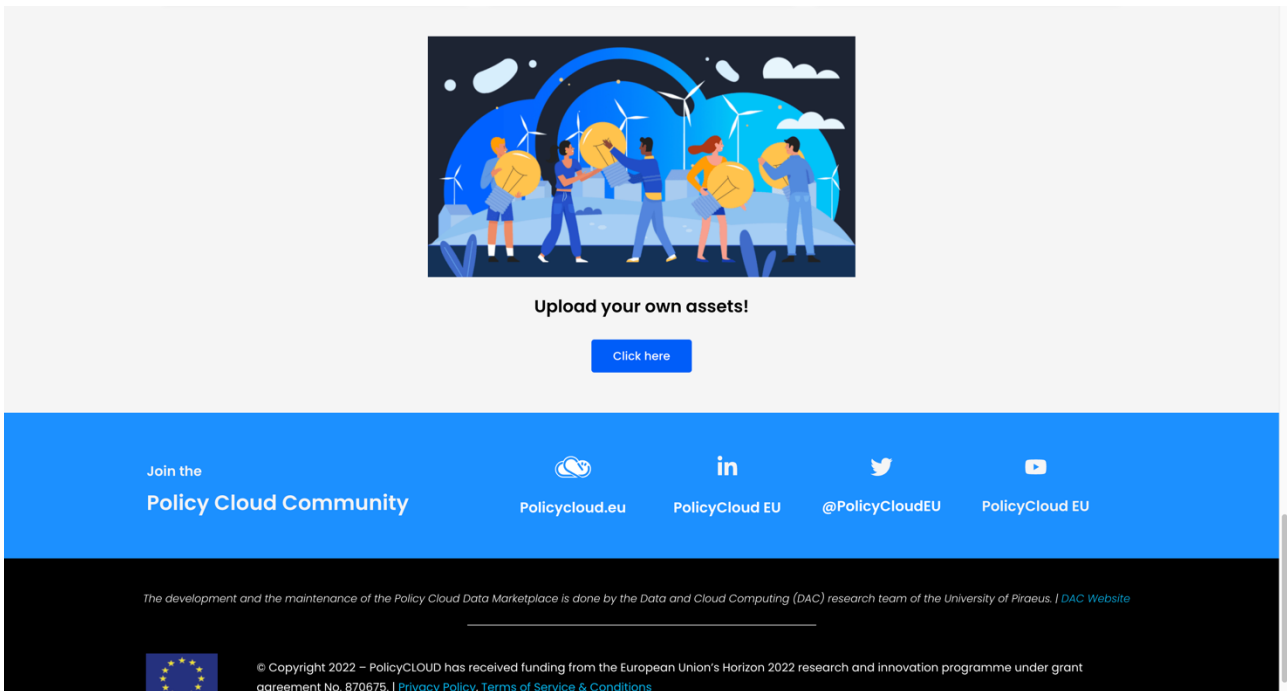 Upload your own assets!
Click here
Join the
Policy Cloud Community
Policycloud.eu
in
PolicyCloud EU
@PolicyCloudEU
PolicyCloud EU
The development and the maintenance of the Policy Cloud Data Marketplace is done by the Data and Cloud Computing (DAC) research team of the University of Piraeus. | DAC Website
© Copyright 2022 – PolicyCLOUD has received funding from the European Union’s Horizon 2022 research and innovation programme under grant
agreement No. 870675. | Privacy Policy, Terms of Service & Conditions